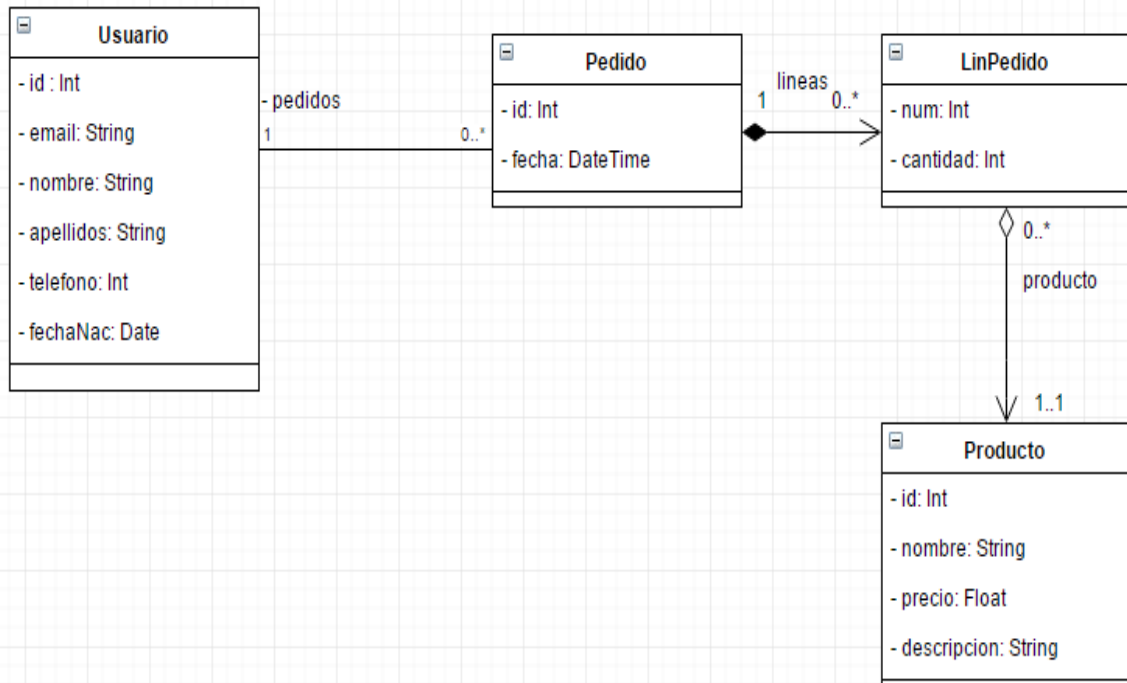 Usuario
- id : Int
- email: String
- nombre: String
- apellidos: String
- telefono: Int
- fechaNac: Date
- pedidos
1
0..*
Pedido
- id: Int
- fecha: DateTime
lineas
1
0..*
LinPedido
- num: Int
- cantidad: Int
0..*
producto
1..1
Producto
- id: Int
- nombre: String
- precio: Float
- descripcion: String